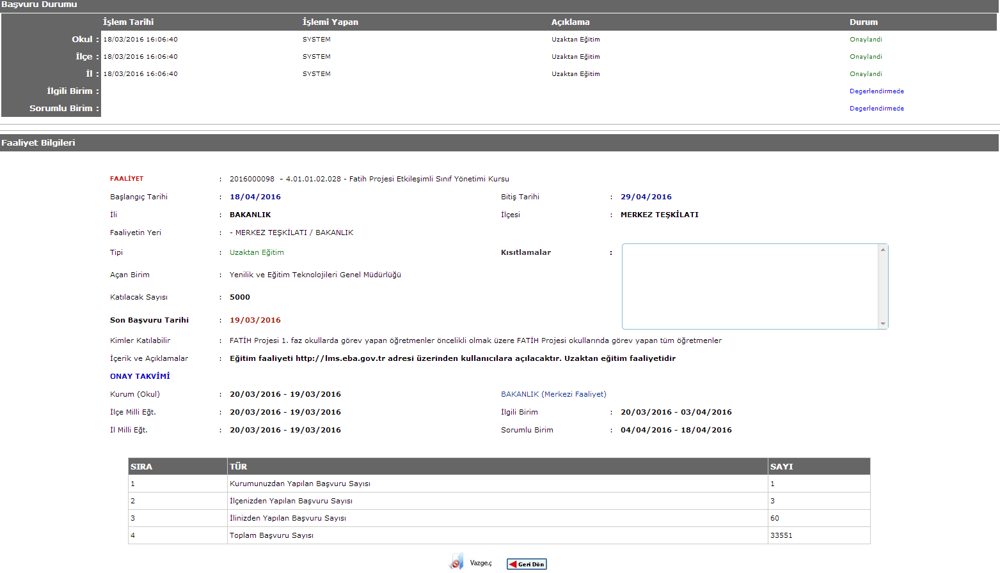 Başvuru Durumu
İşlem Tarihi İşlemi Yapan Açıklama Durum
Okul : 18/03/2016 16:06:40 SYSTEM Uzaktan Eğitim Onaylandi
İlçe : 18/03/2016 16:06:40 SYSTEM Uzaktan Eğitim Onaylandi
İl : 18/03/2016 16:06:40 SYSTEM Uzaktan Eğitim Onaylandi
İlgili Birim : Degerlendirmede
Sorumlu Birim : Degerlendirmede
Faaliyet Bilgileri
FAALİYET : 2016000098 - 4.01.01.02.028 - Fatih Projesi Etkileşimli Sınıf Yönetimi Kursu
Başlangıç Tarihi : 18/04/2016 Bitiş Tarihi : 29/04/2016
İli : BAKANLIK İlçesi : MERKEZ TEŞKİLATI
Faaliyetin Yeri : - MERKEZ TEŞKİLATI / BAKANLIK
Tipi : Uzaktan Eğitim Kısıtlamalar :
Açan Birim : Yenilik ve Eğitim Teknolojileri Genel Müdürlüğü
Katılacak Sayısı : 5000
Son Başvuru Tarihi : 19/03/2016
Kimler Katılabilir : FATİH Projesi 1. faz okullarda görev yapan öğretmenler öncelikli olmak üzere FATİH Projesi okullarında görev yapan tüm öğretmenler
İçerik ve Açıklamalar : Eğitim faaliyeti http://lms.eba.gov.tr adresi üzerinden kullanıcılara açılacaktır. Uzaktan eğitim faaliyetidir
ONAY TAKVİMİ
Kurum (Okul) : 20/03/2016 - 19/03/2016 BAKANLIK (Merkezi Faaliyet)
İlçe Milli Eğt. : 20/03/2016 - 19/03/2016 İlgili Birim : 20/03/2016 - 03/04/2016
İl Milli Eğt. : 20/03/2016 - 19/03/2016 Sorumlu Birim : 04/04/2016 - 18/04/2016
SIRA TÜR SAYI
1 Kurumunuzdan Yapılan Başvuru Sayısı 1
2 İlçenizden Yapılan Başvuru Sayısı 3
3 İlinizden Yapılan Başvuru Sayısı 60
4 Toplam Başvuru Sayısı 33551
Vazge.ç Geri Dön